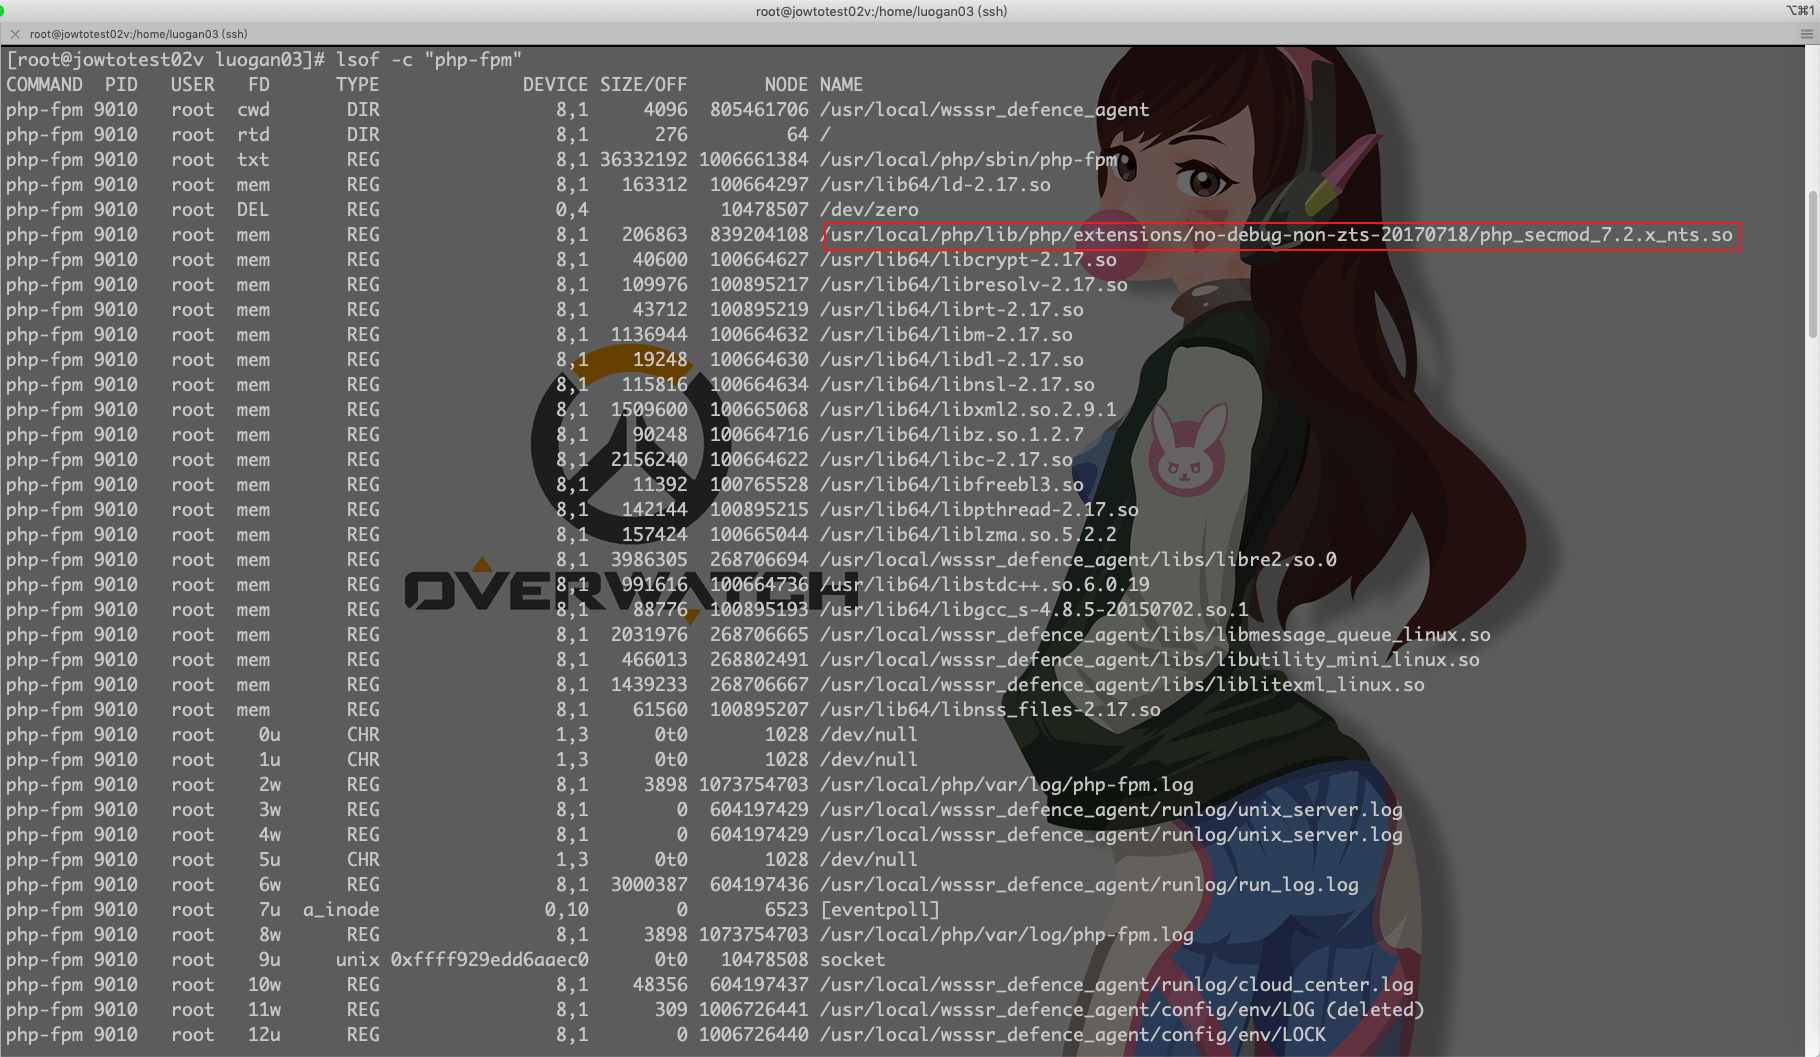 root@jowtotest02v:/home/luogan03 (ssh)
⌥⌘1
root@jowtotest02v:/home/luogan03 (ssh)
[root@jowtotest02v luogan03]# lsof -c "php-fpm"
COMMAND PID USER FD TYPE DEVICE SIZE/OFF NODE NAME
php-fpm 9010 root cwd DIR 8,1 4096 805461706 /usr/local/wsssr_defence_agent
php-fpm 9010 root rtd DIR 8,1 276 64 /
php-fpm 9010 root txt REG 8,1 36332192 1006661384 /usr/local/php/sbin/php-fpm
php-fpm 9010 root mem REG 8,1 163312 100664297 /usr/lib64/ld-2.17.so
php-fpm 9010 root DEL REG 0,4 10478507 /dev/zero
php-fpm 9010 root mem REG 8,1 206863 839204108 /usr/local/php/lib/php/extensions/no-debug-non-zts-20170718/php_secmod_7.2.x_nts.so
php-fpm 9010 root mem REG 8,1 40600 100664627 /usr/lib64/libcrypt-2.17.so
php-fpm 9010 root mem REG 8,1 109976 100895217 /usr/lib64/libresolv-2.17.so
php-fpm 9010 root mem REG 8,1 43712 100895219 /usr/lib64/librt-2.17.so
php-fpm 9010 root mem REG 8,1 1136944 100664632 /usr/lib64/libm-2.17.so
php-fpm 9010 root mem REG 8,1 19248 100664630 /usr/lib64/libdl-2.17.so
php-fpm 9010 root mem REG 8,1 115816 100664634 /usr/lib64/libnsl-2.17.so
php-fpm 9010 root mem REG 8,1 1509600 100665068 /usr/lib64/libxml2.so.2.9.1
php-fpm 9010 root mem REG 8,1 90248 100664716 /usr/lib64/libz.so.1.2.7
php-fpm 9010 root mem REG 8,1 2156240 100664622 /usr/lib64/libc-2.17.so
php-fpm 9010 root mem REG 8,1 11392 100765528 /usr/lib64/libfreebl3.so
php-fpm 9010 root mem REG 8,1 142144 100895215 /usr/lib64/libpthread-2.17.so
php-fpm 9010 root mem REG 8,1 157424 100665044 /usr/lib64/liblzma.so.5.2.2
php-fpm 9010 root mem REG 8,1 3986305 268706694 /usr/local/wsssr_defence_agent/libs/libre2.so.0
php-fpm 9010 root mem REG 8,1 991616 100664736 /usr/lib64/libstdc++.so.6.0.19
OVERWATCH
php-fpm 9010 root mem REG 8,1 88776 100895193 /usr/lib64/libgcc_s-4.8.5-20150702.so.1
php-fpm 9010 root mem REG 8,1 2031976 268706665 /usr/local/wsssr_defence_agent/libs/libmessage_queue_linux.so
php-fpm 9010 root mem REG 8,1 466013 268802491 /usr/local/wsssr_defence_agent/libs/libutility_mini_linux.so
php-fpm 9010 root mem REG 8,1 1439233 268706667 /usr/local/wsssr_defence_agent/libs/liblitexml_linux.so
php-fpm 9010 root mem REG 8,1 61560 100895207 /usr/lib64/libnss_files-2.17.so
php-fpm 9010 root 0u CHR 1,3 0t0 1028 /dev/null
php-fpm 9010 root 1u CHR 1,3 0t0 1028 /dev/null
php-fpm 9010 root 2w REG 8,1 3898 1073754703 /usr/local/php/var/log/php-fpm.log
php-fpm 9010 root 3w REG 8,1 0 604197429 /usr/local/wsssr_defence_agent/runlog/unix_server.log
php-fpm 9010 root 4w REG 8,1 0 604197429 /usr/local/wsssr_defence_agent/runlog/unix_server.log
php-fpm 9010 root 5u CHR 1,3 0t0 1028 /dev/null
php-fpm 9010 root 6w REG 8,1 3000387 604197436 /usr/local/wsssr_defence_agent/runlog/run_log.log
php-fpm 9010 root 7u a_inode 0,10 0 6523 [eventpoll]
php-fpm 9010 root 8w REG 8,1 3898 1073754703 /usr/local/php/var/log/php-fpm.log
php-fpm 9010 root 9u unix 0xffff929edd6aaec0 0t0 10478508 socket
php-fpm 9010 root 10w REG 8,1 48356 604197437 /usr/local/wsssr_defence_agent/runlog/cloud_center.log
php-fpm 9010 root 11w REG 8,1 309 1006726441 /usr/local/wsssr_defence_agent/config/env/LOG (deleted)
php-fpm 9010 root 12u REG 8,1 0 1006726440 /usr/local/wsssr_defence_agent/config/env/LOCK